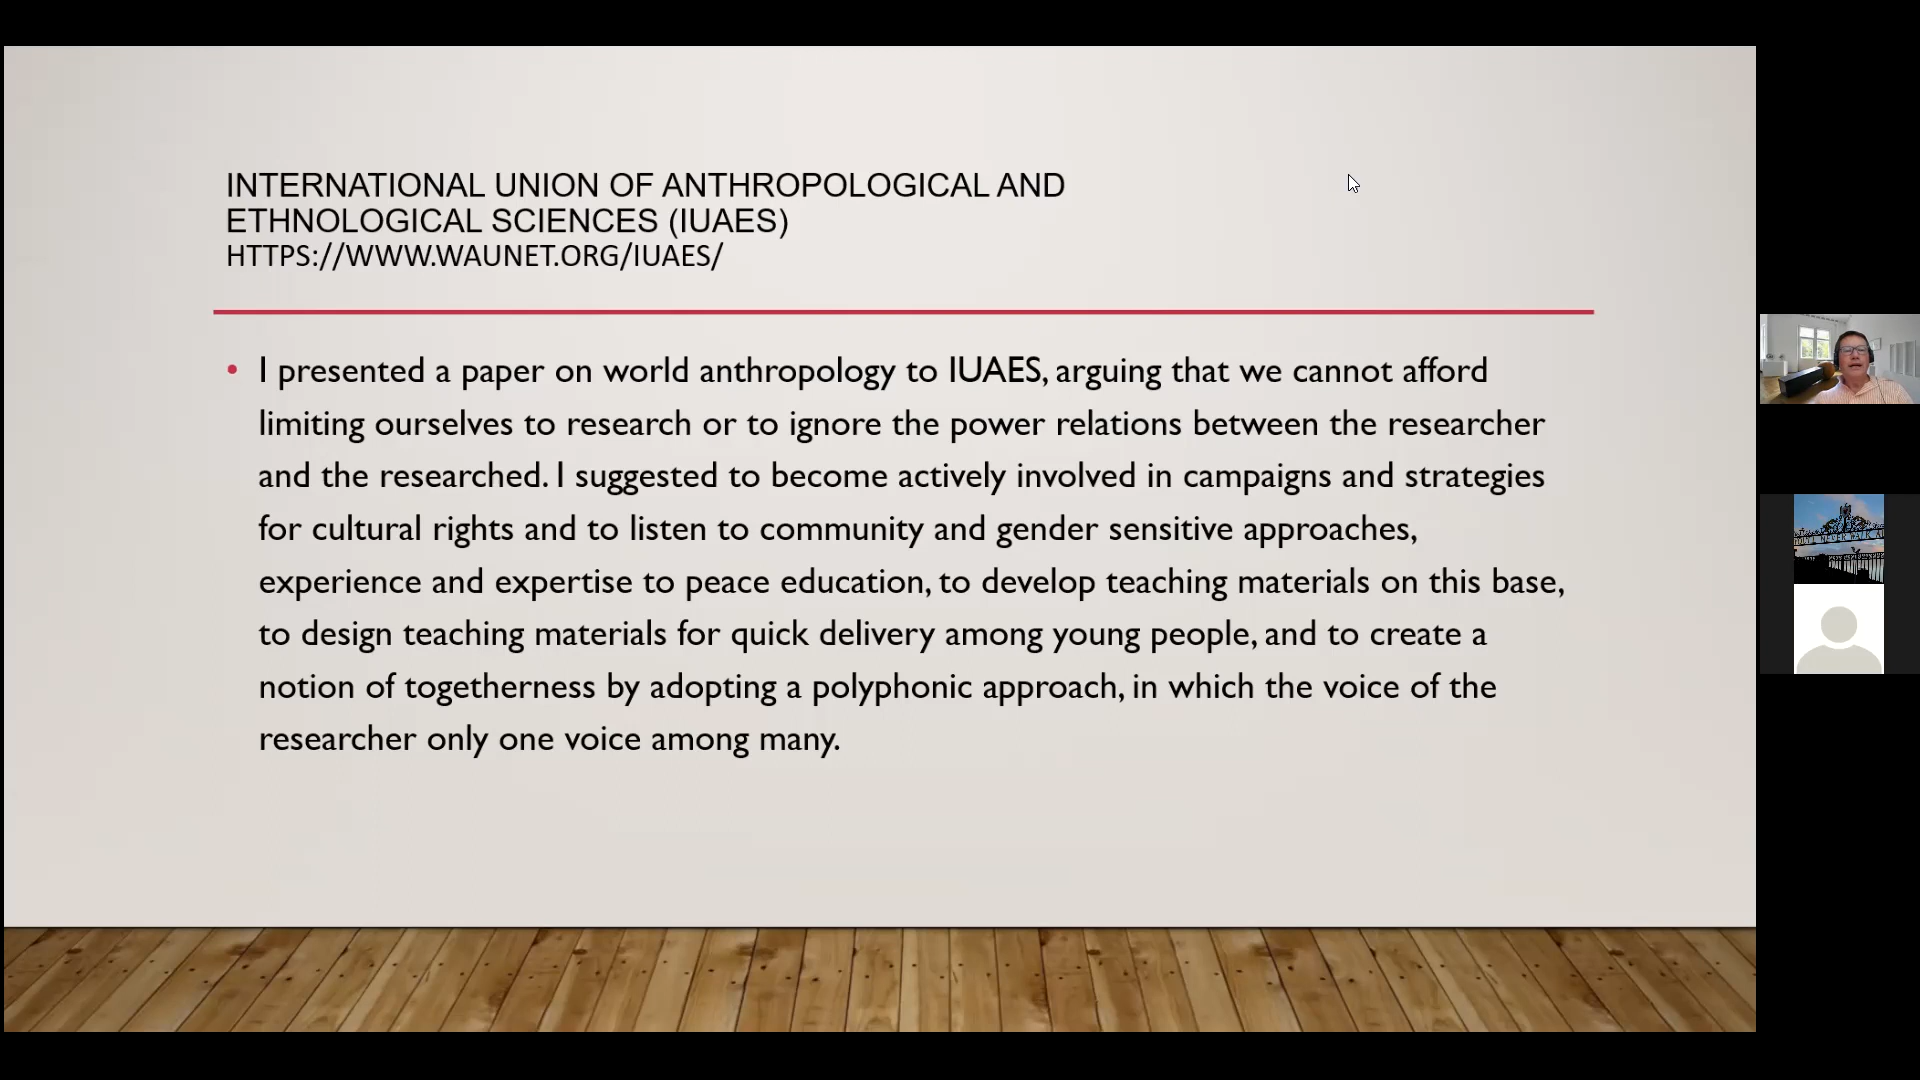 INTERNATIONAL UNION OF ANTHROPOLOGICAL AND
ETHNOLOGICAL SCIENCES (IUAES)
HTTPS://WWW.WAUNET.ORG/IUAES/
• I presented a paper on world anthropology to IUAES, arguing that we cannot afford
limiting ourselves to research or to ignore the power relations between the researcher
and the researched. I suggested to become actively involved in campaigns and strategies
for cultural rights and to listen to community and gender sensitive approaches,
experience and expertise to peace education, to develop teaching materials on this base,
to design teaching materials for quick delivery among young people, and to create a
notion of togetherness by adopting a polyphonic approach, in which the voice of the
researcher only one voice among many.